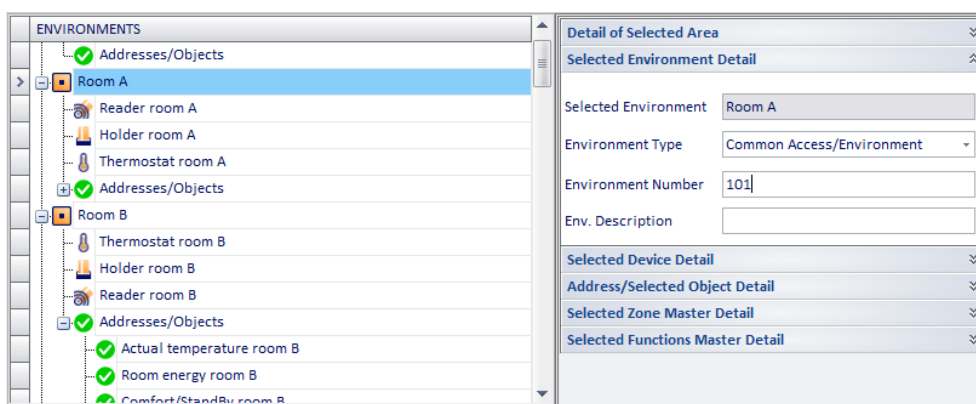 ENVIRONMENTS
Addresses/Objects
Room A
Reader room A
Holder room A
Thermostat room A
Addresses/Objects
Room B
Thermostat room B
Holder room B
Reader room B
Addresses/Objects
Actual temperature room B
Room energy room B
Comfort/StandBy room B
Detail of Selected Area
Selected Environment Detail
Selected Environment Room A
Environment Type Common Access/Environment
Environment Number 101
Env. Description
Selected Device Detail
Address/Selected Object Detail
Selected Zone Master Detail
Selected Functions Master Detail